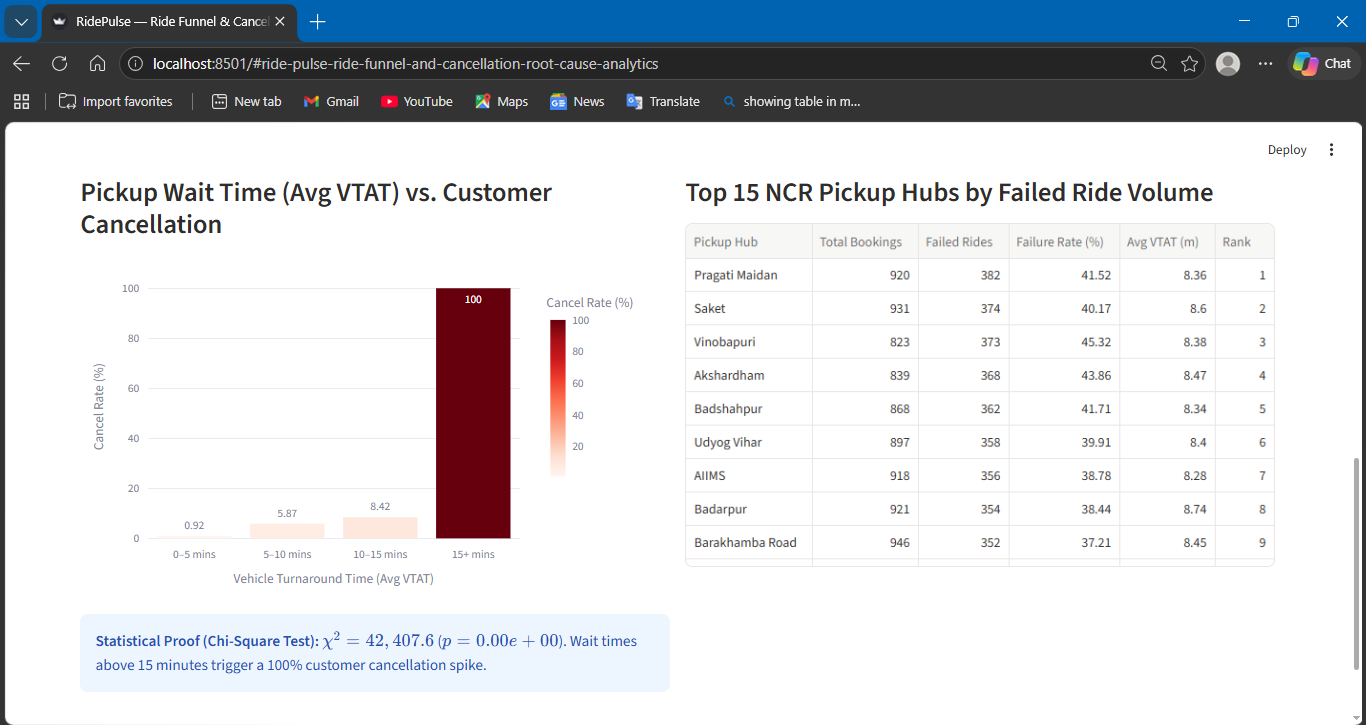 RidePulse — Ride Funnel & Cance
localhost:8501/#ride-pulse-ride-funnel-and-cancellation-root-cause-analytics
Chat
Import favorites
New tab
Gmail
YouTube
Maps
News
Translate
showing table in m...
Deploy
Pickup Wait Time (Avg VTAT) vs. Customer
Cancellation
100
80
60
40
20
0
Cancel Rate (%)
0.92
5.87
8.42
100
0–5 mins
5–10 mins
10–15 mins
15+ mins
Vehicle Turnaround Time (Avg VTAT)
Cancel Rate (%)
100
80
60
40
20
Statistical Proof (Chi-Square Test): χ² = 42, 407.6 (p = 0.00e + 00). Wait times
above 15 minutes trigger a 100% customer cancellation spike.
Top 15 NCR Pickup Hubs by Failed Ride Volume
Pickup Hub Total Bookings Failed Rides Failure Rate (%) Avg VTAT (m) Rank
Pragati Maidan 920 382 41.52 8.36 1
Saket 931 374 40.17 8.6 2
Vinobapuri 823 373 45.32 8.38 3
Akshardham 839 368 43.86 8.47 4
Badshahpur 868 362 41.71 8.34 5
Udyog Vihar 897 358 39.91 8.4 6
AIIMS 918 356 38.78 8.28 7
Badarpur 921 354 38.44 8.74 8
Barakhamba Road 946 352 37.21 8.45 9